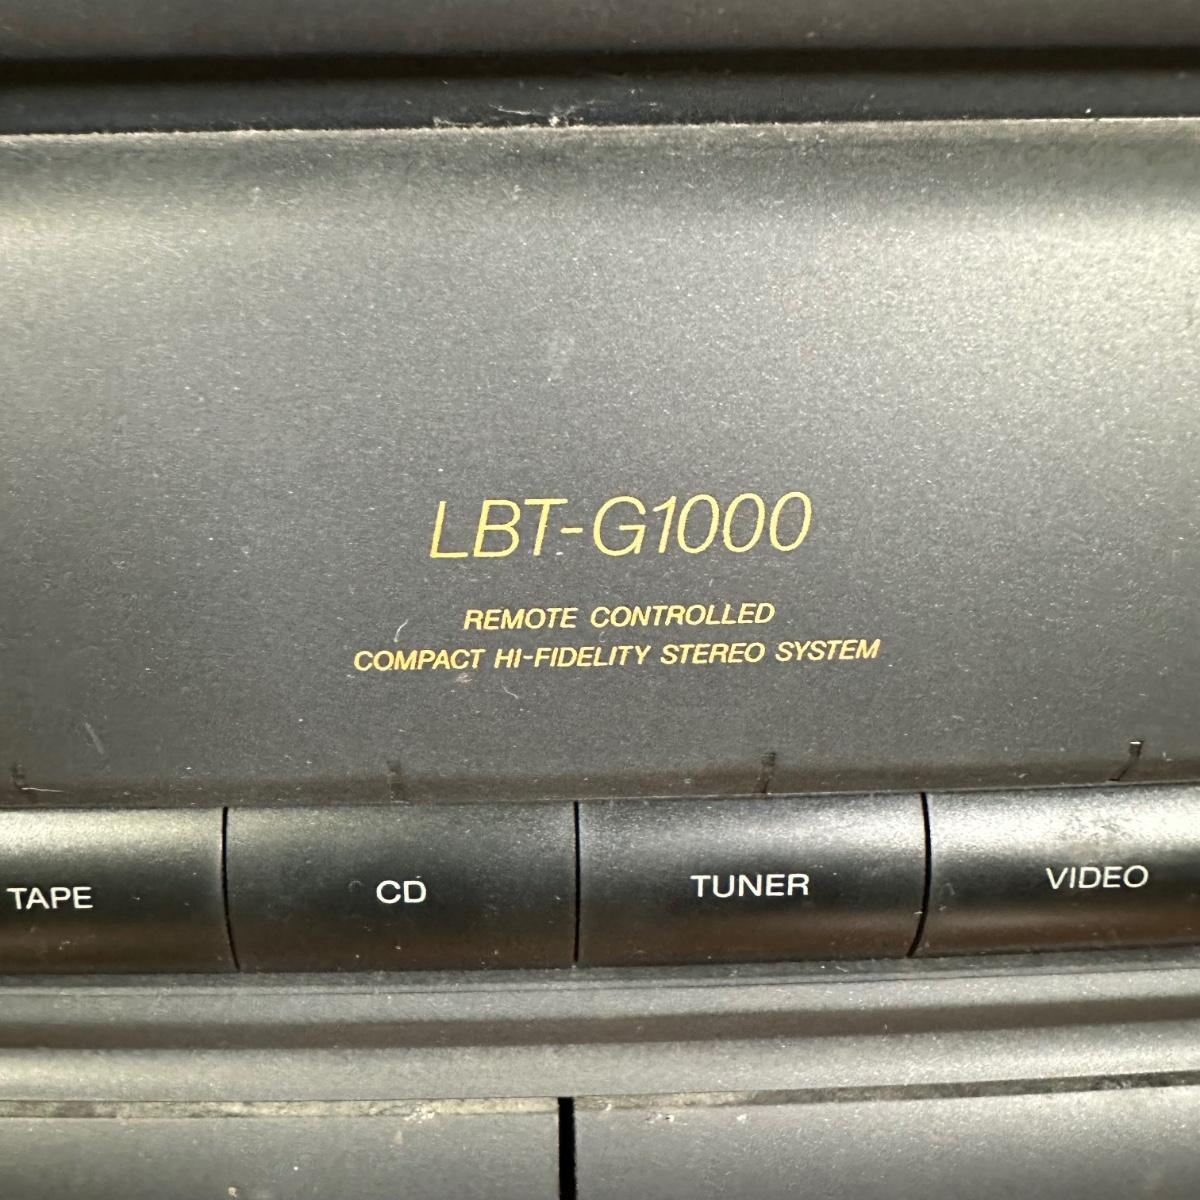 LBT-G1000
REMOTE CONTROLLED
COMPACT HI-FIDELITY STEREO SYSTEM
TAPE CD TUNER VIDEO